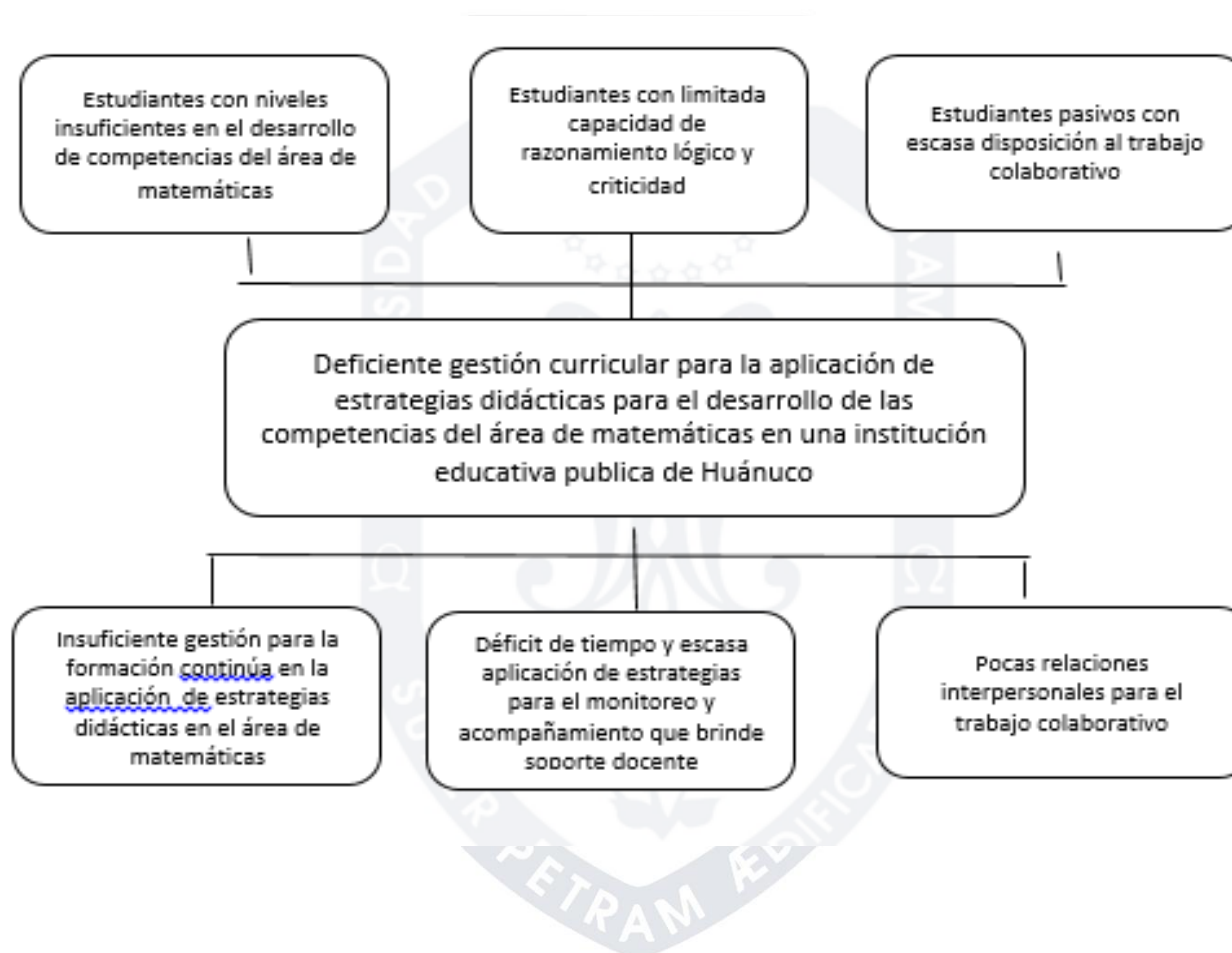 Estudiantes con niveles
insuficientes en el desarrollo
de competencias del área de
matemáticas
Estudiantes con limitada
capacidad de
razonamiento lógico y
criticidad
Estudiantes pasivos con
escasa disposición al trabajo
colaborativo
Deficiente gestión curricular para la aplicación de
estrategias didácticas para el desarrollo de las
competencias del área de matemáticas en una institución
educativa publica de Huánuco
Insuficiente gestión para la
formación continúa en la
aplicación de estrategias
didácticas en el área de
matemáticas
Déficit de tiempo y escasa
aplicación de estrategias
para el monitoreo y
acompañamiento que brinde
soporte docente
Pocas relaciones
interpersonales para el
trabajo colaborativo
PETRAM